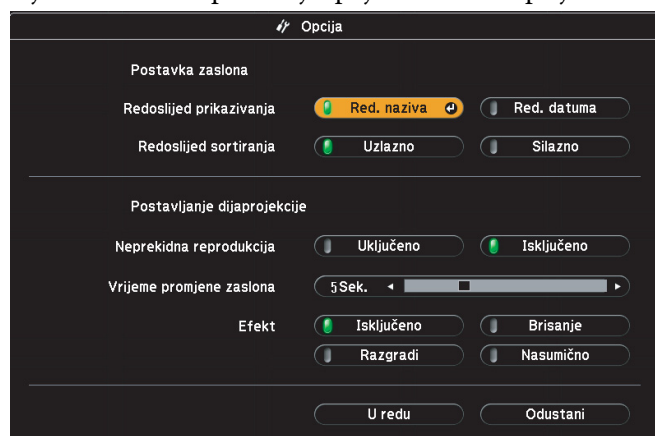 Opcija
Postavka zaslona
Redoslijed prikazivanja Red. naziva Red. datuma
Redoslijed sortiranja Uzlazno Silazno
Postavljanje dijaprojekcije
Neprekidna reprodukcija Uključeno Isključeno
Vrijeme promjene zaslona 5Sek.
Efekt Isključeno Brisanje
Razgradi Nasumično
U redu Odustani